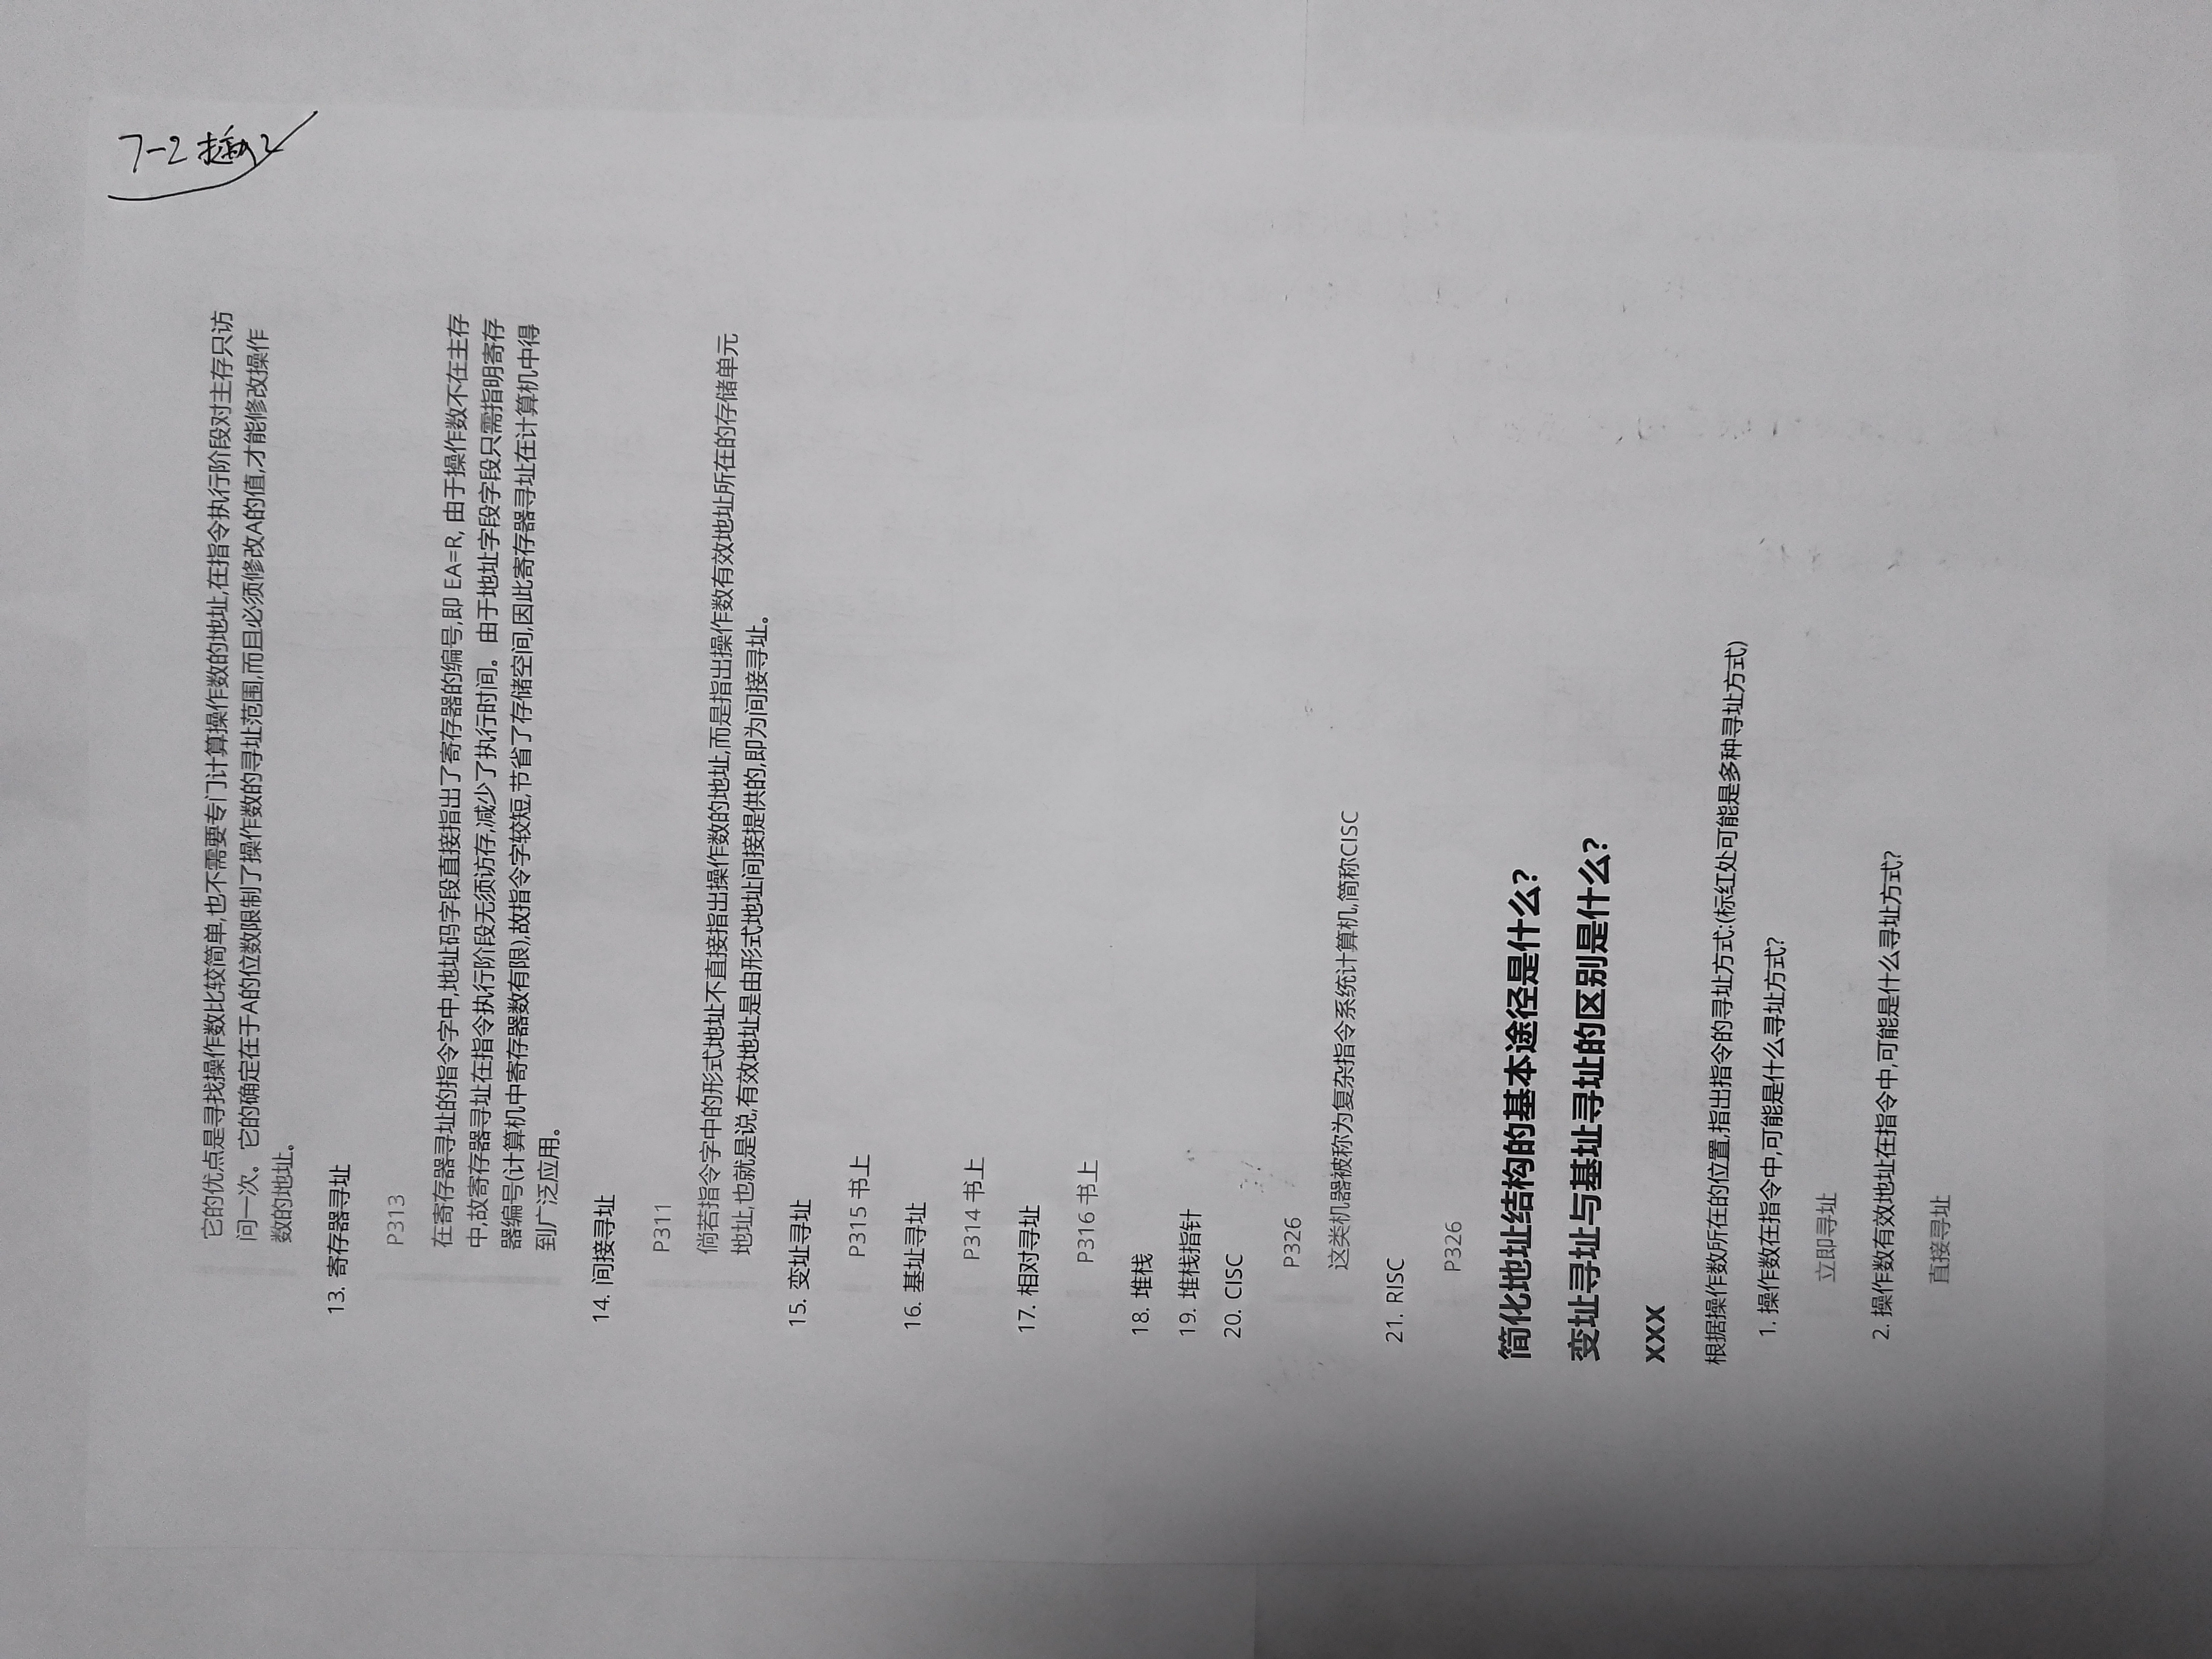 7-2
它的优点是寻找操作数比较简单,也不需要专门计算操作数的地址,在指令执行阶段对主存只访
问一次。它的确定在于A的位数限制了操作数的寻址范围,而且必须修改A的值,才能修改操作
数的地址。
13. 寄存器寻址
P313
在寄存器寻址的指令字中,地址码字段直接指出了寄存器的编号,即 EA=R, 由于操作数不在主存
中,故寄存器寻址在指令执行阶段无须访存,减少了执行时间。由于地址字段字段只需指明寄存
器编号(计算机中寄存器数有限),故指令字较短,节省了存储空间,因此寄存器寻址在计算机中得
到广泛应用。
14. 间接寻址
P311
倘若指令字中的形式地址不直接指出操作数的地址,而是指出操作数有效地址所在的存储单元
地址,也就是说,有效地址是由形式地址间接提供的,即为间接寻址。
15. 变址寻址
P315 书上
16. 基址寻址
P314 书上
17. 相对寻址
P316 书上
18. 堆栈
19. 堆栈指针
20. CISC
P326
这类机器被称为复杂指令系统计算机,简称CISC
21. RISC
P326
简化地址结构的基本途径是什么?
变址寻址与基址寻址的区别是什么?
xxx
根据操作数所在的位置,指出指令的寻址方式:(标红处可能是多种寻址方式)
1. 操作数在指令中,可能是什么寻址方式?
立即寻址
2. 操作数有效地址在指令中,可能是什么寻址方式?
直接寻址